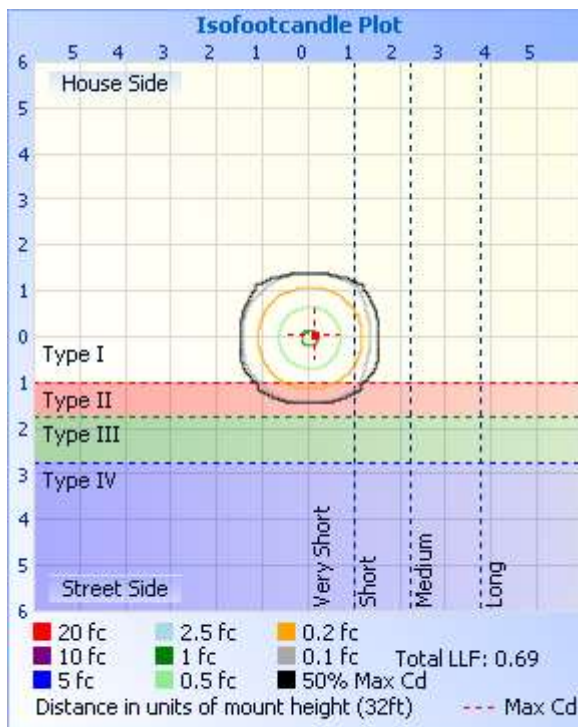 Isofootcandle Plot
5 4 3 2 1 0 1 2 3 4 5
6
House Side
5
4
3
2
1
0
Type I
1
Type II
2
Type III
3
Type IV
4
5
Street Side
6
Very Short
Short
Medium
Long
20 fc 2.5 fc 0.2 fc
10 fc 1 fc 0.1 fc Total LLF: 0.69
5 fc 0.5 fc 50% Max Cd
Distance in units of mount height (32ft) Max Cd